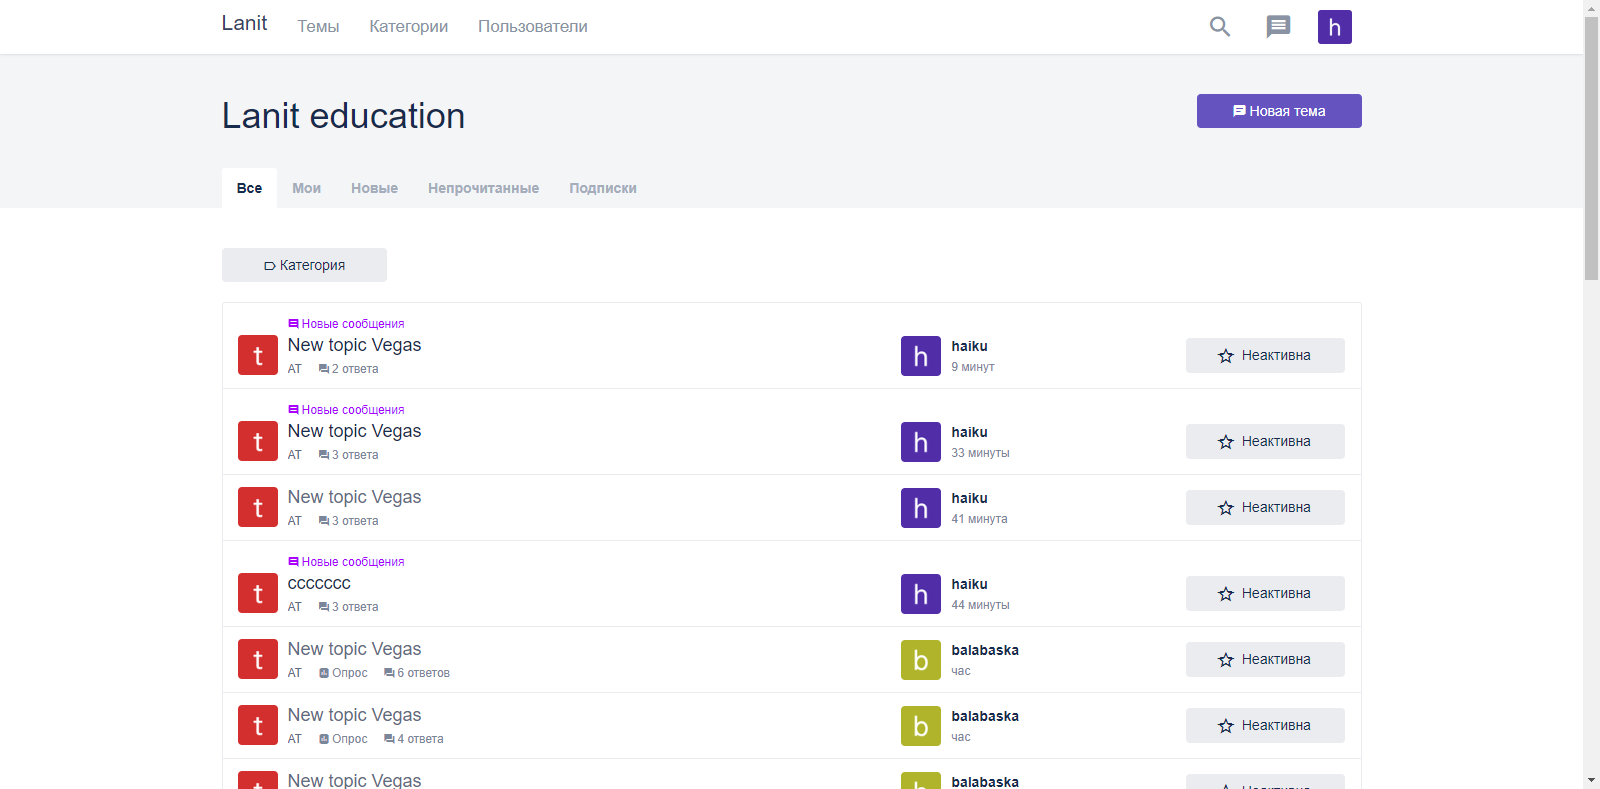 Lanit Темы Категории Пользователи h
Lanit education
Новая тема
Все Мои Новые Непрочитанные Подписки
Категория
Новые сообщения
t New topic Vegas h haiku Неактивна
AT 2 ответа 9 минут
Новые сообщения
t New topic Vegas h haiku Неактивна
AT 3 ответа 33 минуты
t New topic Vegas h haiku Неактивна
AT 3 ответа 41 минута
Новые сообщения
t ccccccc h haiku Неактивна
AT 3 ответа 44 минуты
t New topic Vegas b balabaska Неактивна
AT Опрос 6 ответов час
t New topic Vegas b balabaska Неактивна
AT Опрос 4 ответа час
t New topic Vegas b balabaska Неактивна